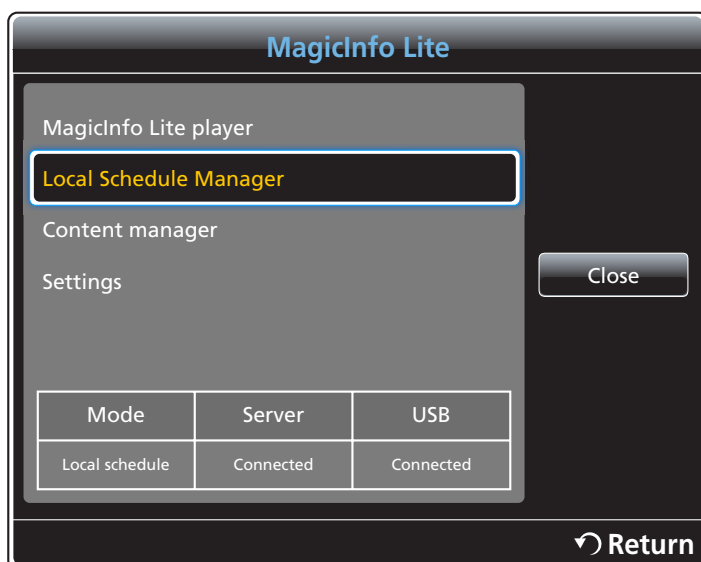 MagicInfo Lite
MagicInfo Lite player
Local Schedule Manager
Content manager
Settings
Close
Mode Server USB
Local schedule Connected Connected
Return